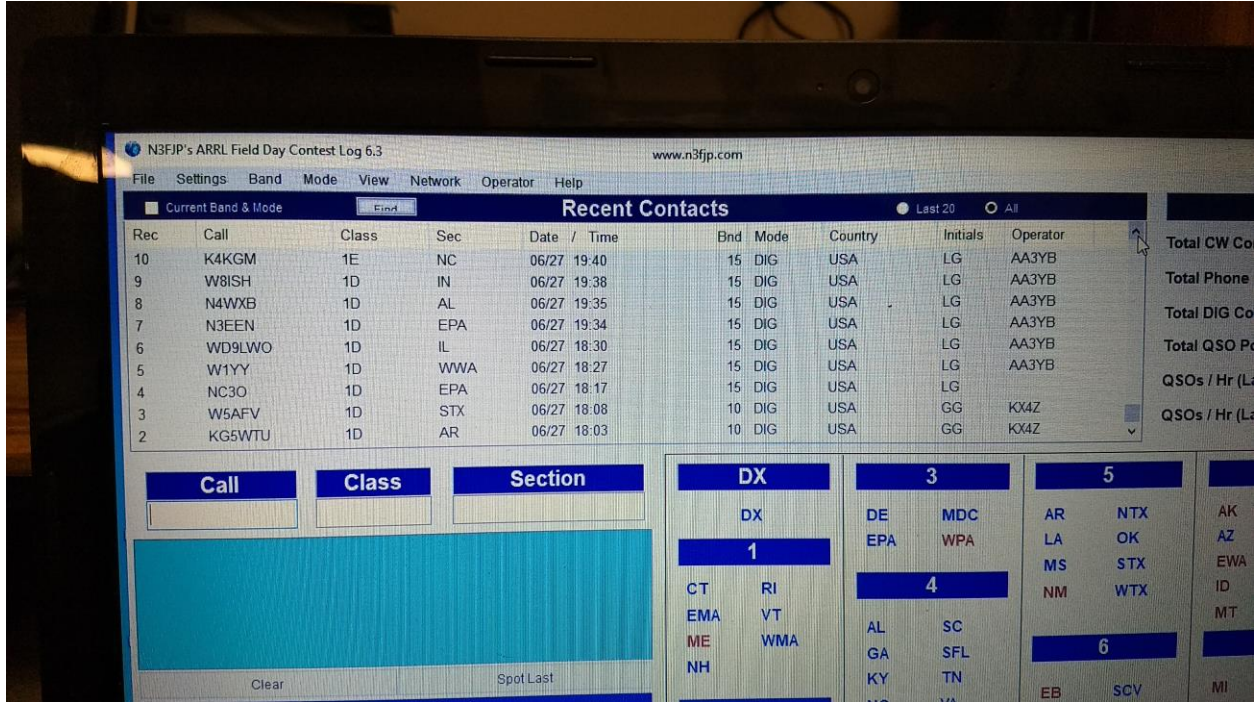 N3FJP's ARRL Field Day Contest Log 6.3 www.n3fjp.com
File Settings Band Mode View Network Operator Help
Current Band & Mode Find Recent Contacts Last 20 All
Rec Call Class Sec Date / Time Bnd Mode Country Initials Operator
10 K4KGM 1E NC 06/27 19:40 15 DIG USA LG AA3YB
9 W8ISH 1D IN 06/27 19:38 15 DIG USA LG AA3YB
8 N4WXB 1D AL 06/27 19:35 15 DIG USA LG AA3YB
7 N3EEN 1D EPA 06/27 19:34 15 DIG USA LG AA3YB
6 WD9LWO 1D IL 06/27 18:30 15 DIG USA LG AA3YB
5 W1YY 1D WWA 06/27 18:27 15 DIG USA LG AA3YB
4 NC3O 1D EPA 06/27 18:17 15 DIG USA LG
3 W5AFV 1D STX 06/27 18:08 10 DIG USA GG KX4Z
2 KG5WTU 1D AR 06/27 18:03 10 DIG USA GG KX4Z
Total CW Co
Total Phone
Total DIG Co
Total QSO Po
QSOs / Hr (La
QSOs / Hr (La
Call Class Section
Clear Spot Last
DX
DX
1
CT RI
EMA VT
ME WMA
NH
3
DE MDC
EPA WPA
4
AL SC
GA SFL
KY TN
5
AR NTX
LA OK
MS STX
NM WTX
6
EB SCV
AK
AZ
EWA
ID
MT
MI